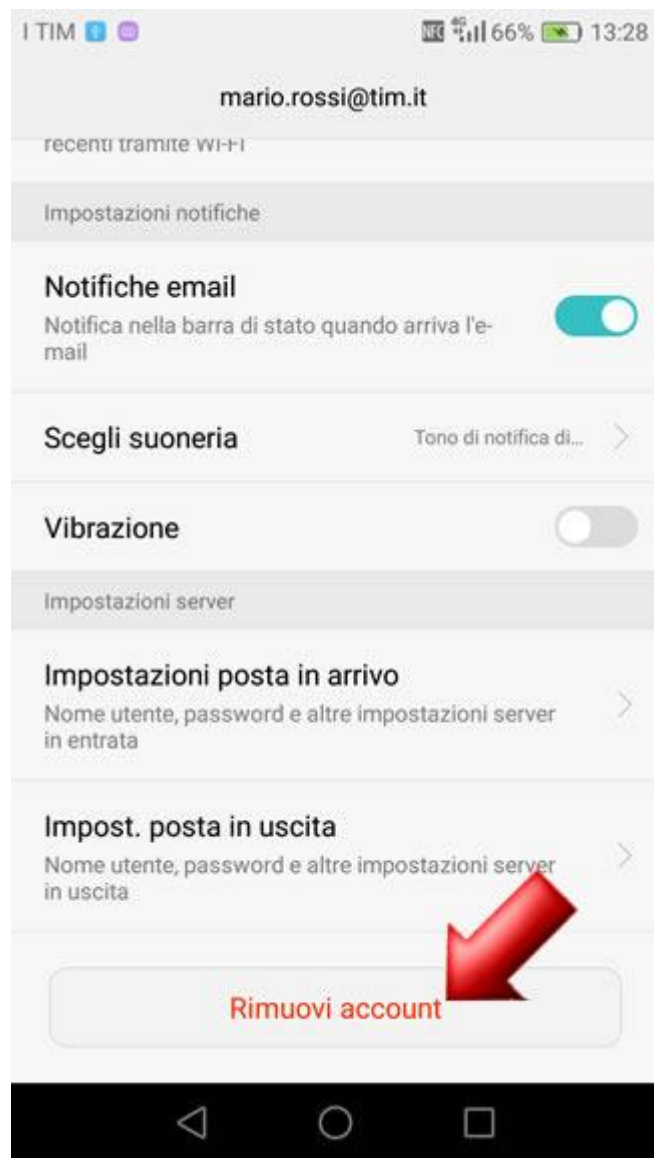 I TIM NFC 4G 66% 13:28
mario.rossi@tim.it
recenti tramite Wi-Fi
Impostazioni notifiche
Notifiche email
Notifica nella barra di stato quando arriva l'e-
mail
Scegli suoneria Tono di notifica di...
Vibrazione
Impostazioni server
Impostazioni posta in arrivo
Nome utente, password e altre impostazioni server
in entrata
Impost. posta in uscita
Nome utente, password e altre impostazioni server
in uscita
Rimuovi account